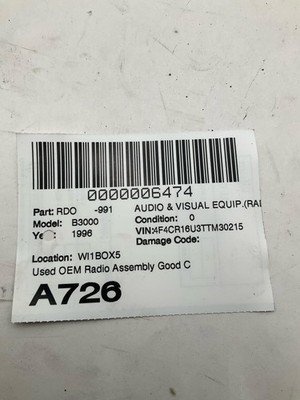 0000006474
Part: RDO -991 AUDIO & VISUAL EQUIP.(RAI
Model: B3000 Condition: 0
1996 VIN:4F4CR16U3TTM30215
Damage Code:
Location: WI1BOX5
Used OEM Radio Assembly Good C
A726